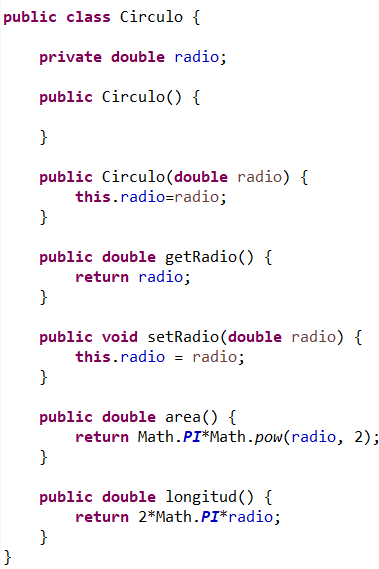 public class Circulo {
private double radio;
public Circulo() {
}
public Circulo(double radio) {
this.radio=radio;
}
public double getRadio() {
return radio;
}
public void setRadio(double radio) {
this.radio = radio;
}
public double area() {
return Math.PI*Math.pow(radio, 2);
}
public double longitud() {
return 2*Math.PI*radio;
}
}